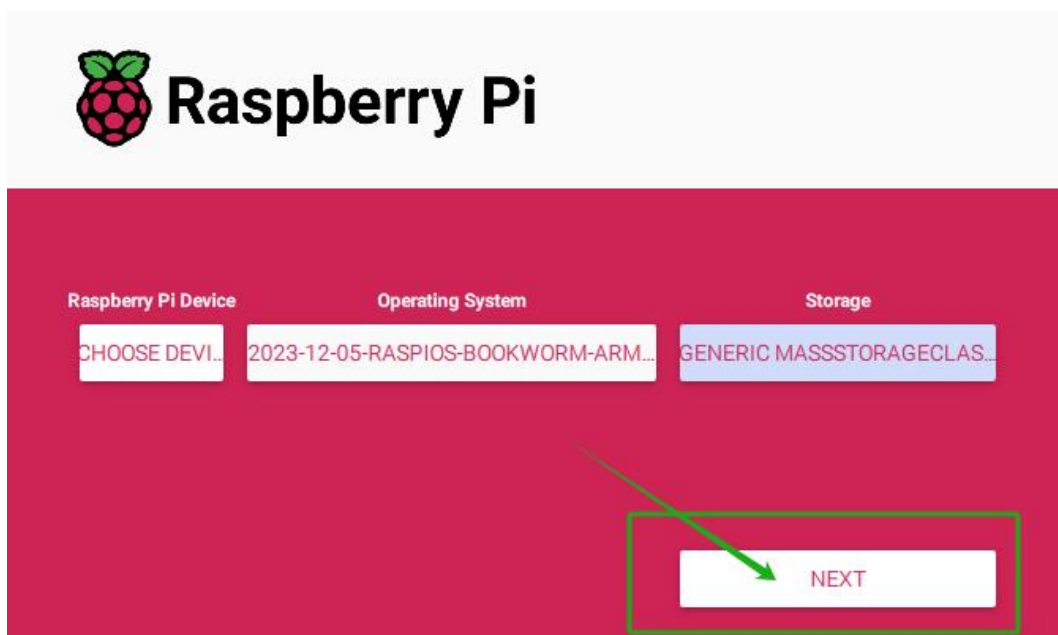 Raspberry Pi
Raspberry Pi Device
Operating System
Storage
CHOOSE DEVI...
2023-12-05-RASPIOS-BOOKWORM-ARM...
GENERIC MASSSTORAGECLAS...
NEXT